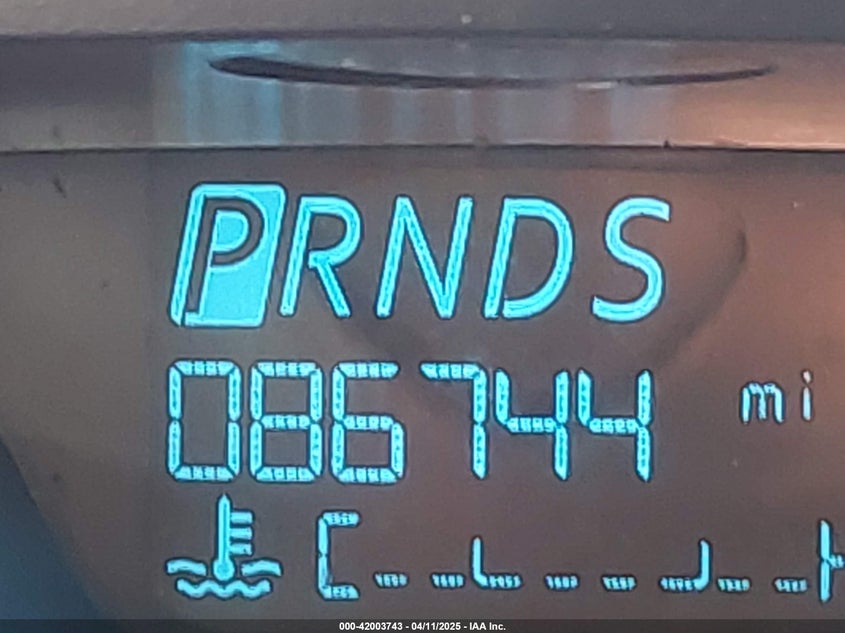 PRNDS
086744 mi
C H
000-42003743 - 04/11/2025 - IAA Inc.